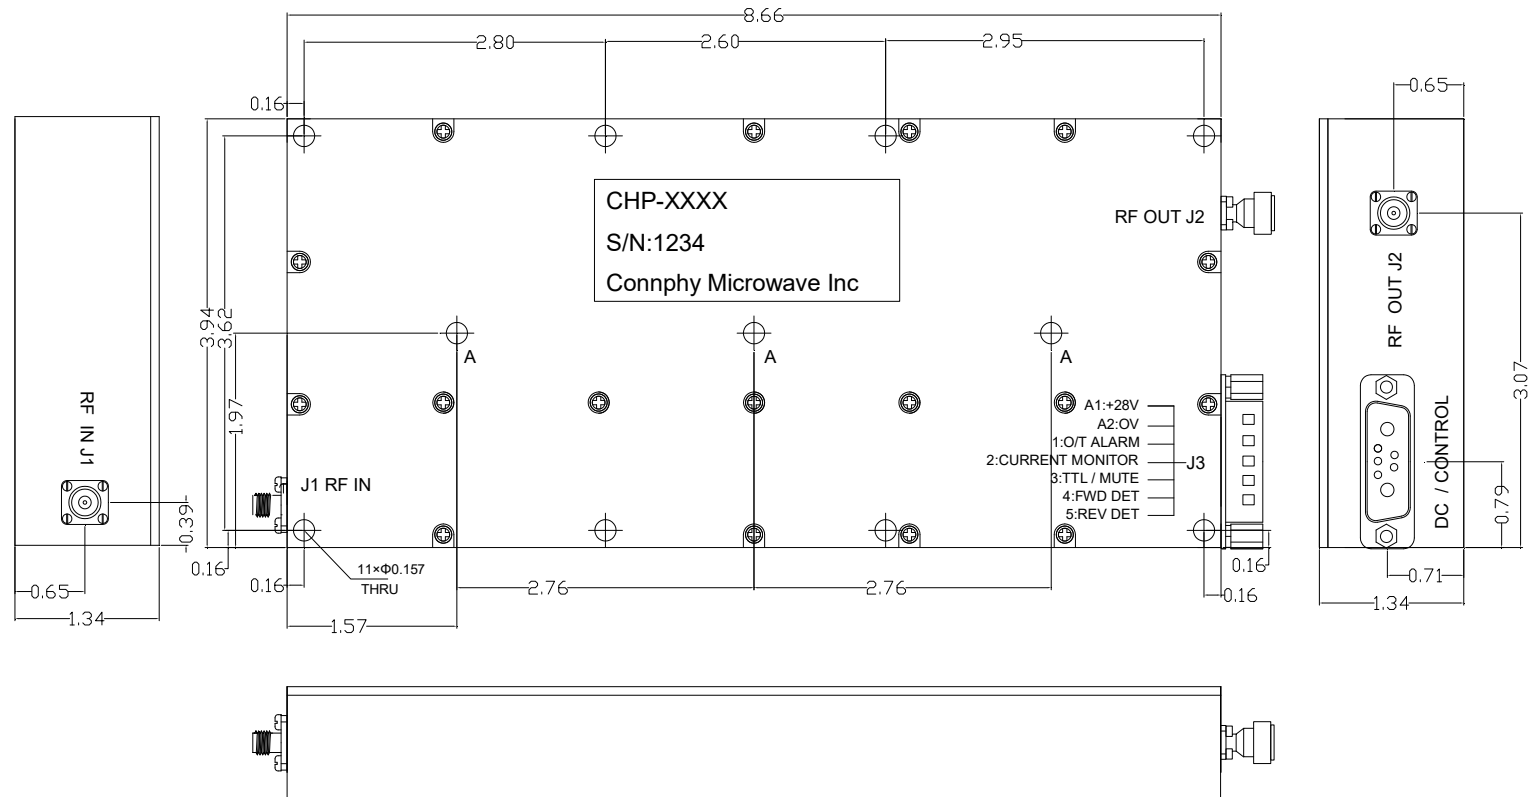 8.66
2.80
2.60
2.95
0.16
0.65
CHP-XXXX
S/N:1234
Connphy Microwave Inc
RF OUT J2
RF OUT J2
3.94
3.62
1.97
3.07
A
A
A
RF IN J1
0.39
0.65
1.34
J1 RF IN
A1:+28V
A2:OV
1:O/T ALARM
2:CURRENT MONITOR
3:TTL / MUTE
4:FWD DET
5:REV DET
J3
DC / CONTROL
0.79
0.71
1.34
0.16
0.16
11×Φ0.157
THRU
2.76
2.76
0.16
0.16
1.57